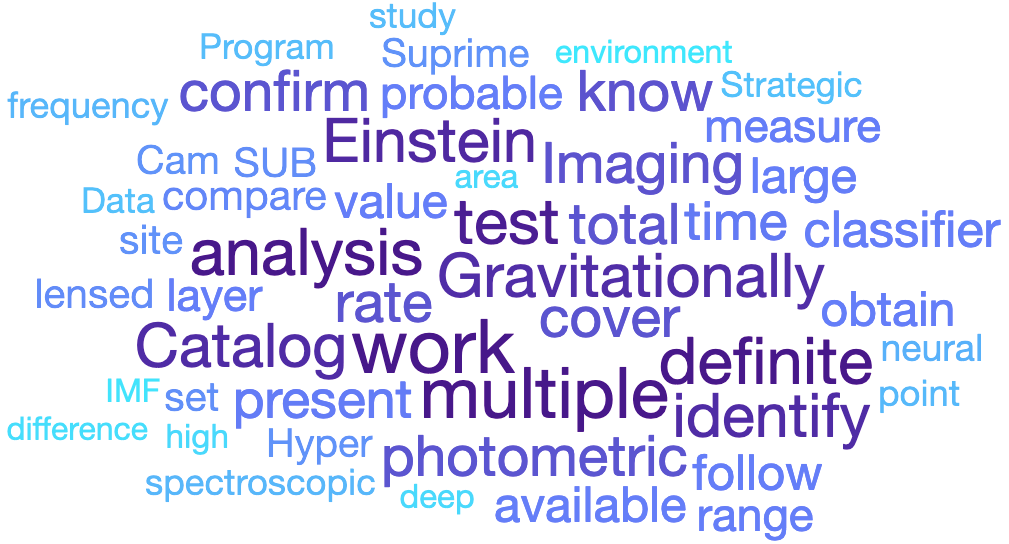 study
Program Suprime environment
frequency confirm probable know Strategic
Einstein measure
Cam SUB area Imaging large
Data compare value test total time classifier
site analysis Gravitationally
lensed layer rate cover obtain
Catalog work definite neural
IMF set present multiple identify point
difference high Hyper photometric follow
spectroscopic deep available range